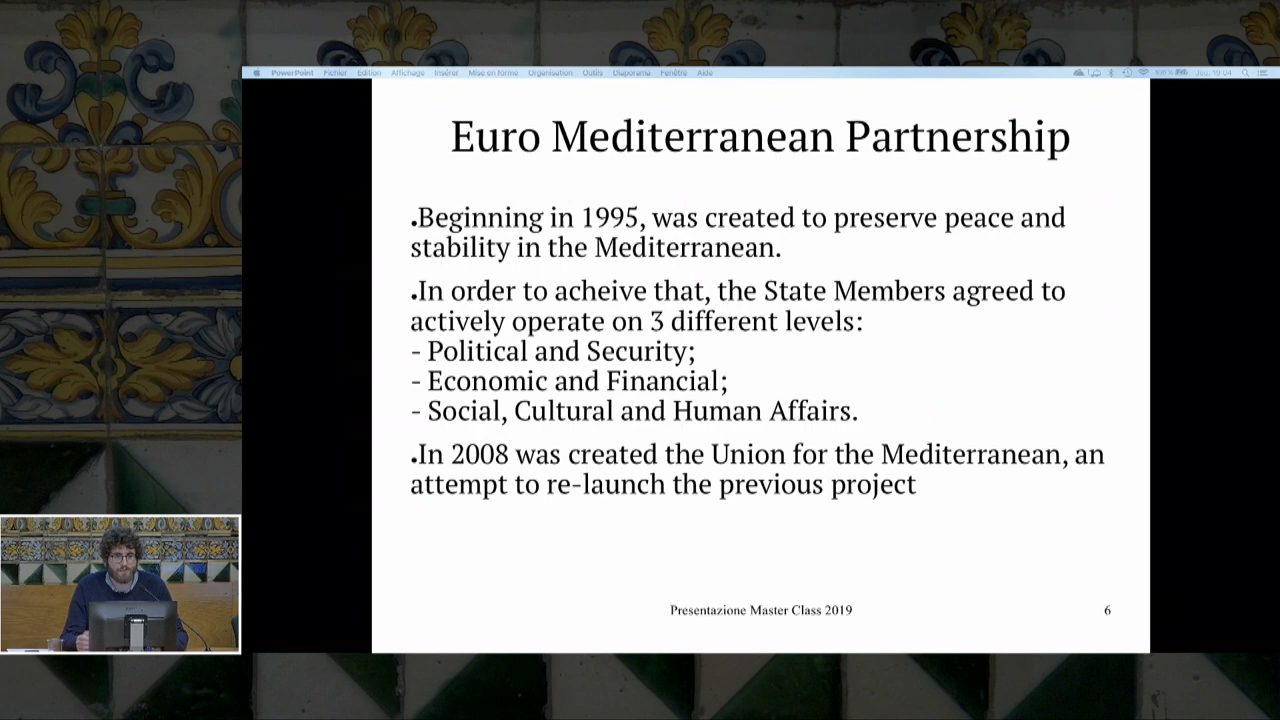 PowerPoint Fichier Edition Affichage Insérer Mise en forme Organisation Outils Diaporama Fenêtre Aide
Euro Mediterranean Partnership
.Beginning in 1995, was created to preserve peace and
stability in the Mediterranean.
.In order to acheive that, the State Members agreed to
actively operate on 3 different levels:
- Political and Security;
- Economic and Financial;
- Social, Cultural and Human Affairs.
.In 2008 was created the Union for the Mediterranean, an
attempt to re-launch the previous project
Presentazione Master Class 2019
6